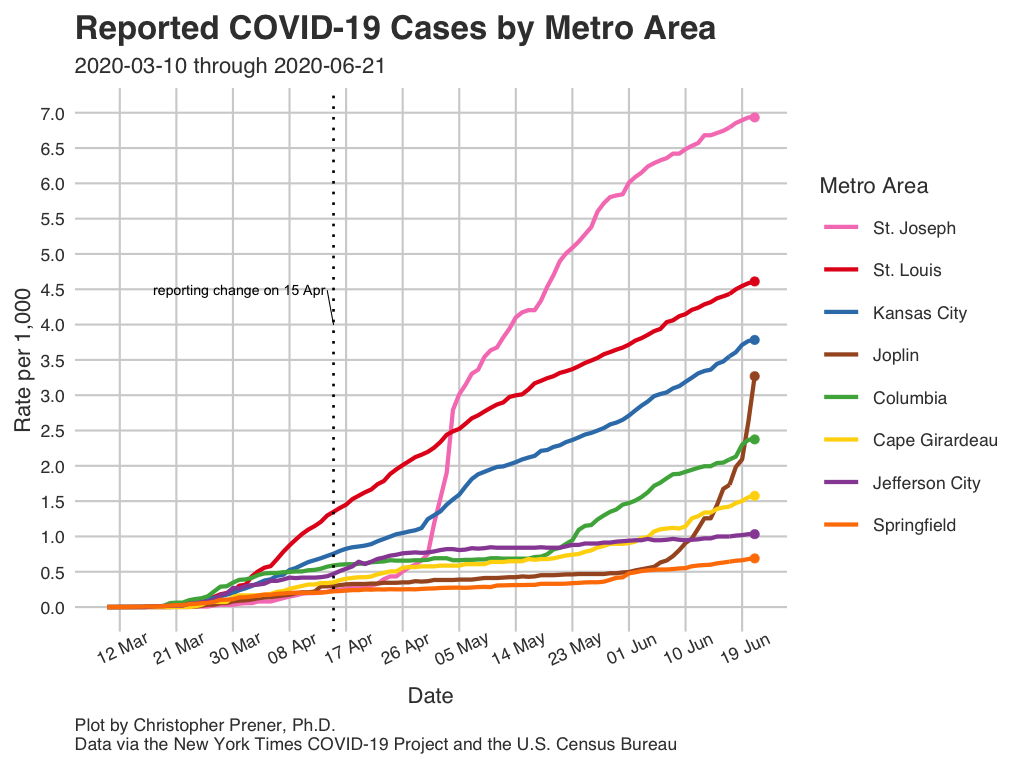 Reported COVID-19 Cases by Metro Area
2020-03-10 through 2020-06-21
7.0
6.5
6.0
5.5
5.0
4.5
4.0
3.5
3.0
2.5
2.0
1.5
1.0
0.5
0.0
Rate per 1,000
reporting change on 15 Apr
12 Mar
21 Mar
30 Mar
08 Apr
17 Apr
26 Apr
05 May
14 May
23 May
01 Jun
10 Jun
19 Jun
Date
Metro Area
St. Joseph
St. Louis
Kansas City
Joplin
Columbia
Cape Girardeau
Jefferson City
Springfield
Plot by Christopher Prener, Ph.D.
Data via the New York Times COVID-19 Project and the U.S. Census Bureau